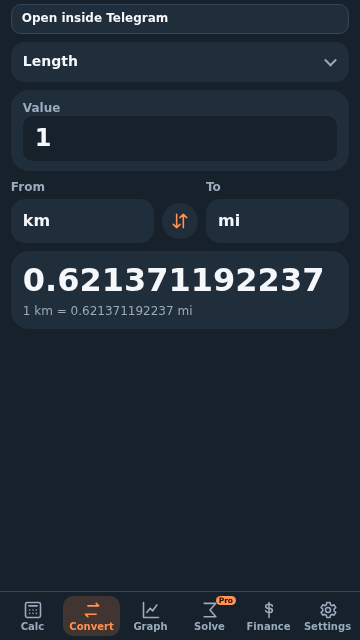 Open inside Telegram
Length
Value
1
From
To
km
mi
0.621371192237
1 km = 0.621371192237 mi
Pro
Calc
Convert
Graph
Solve
Finance
Settings